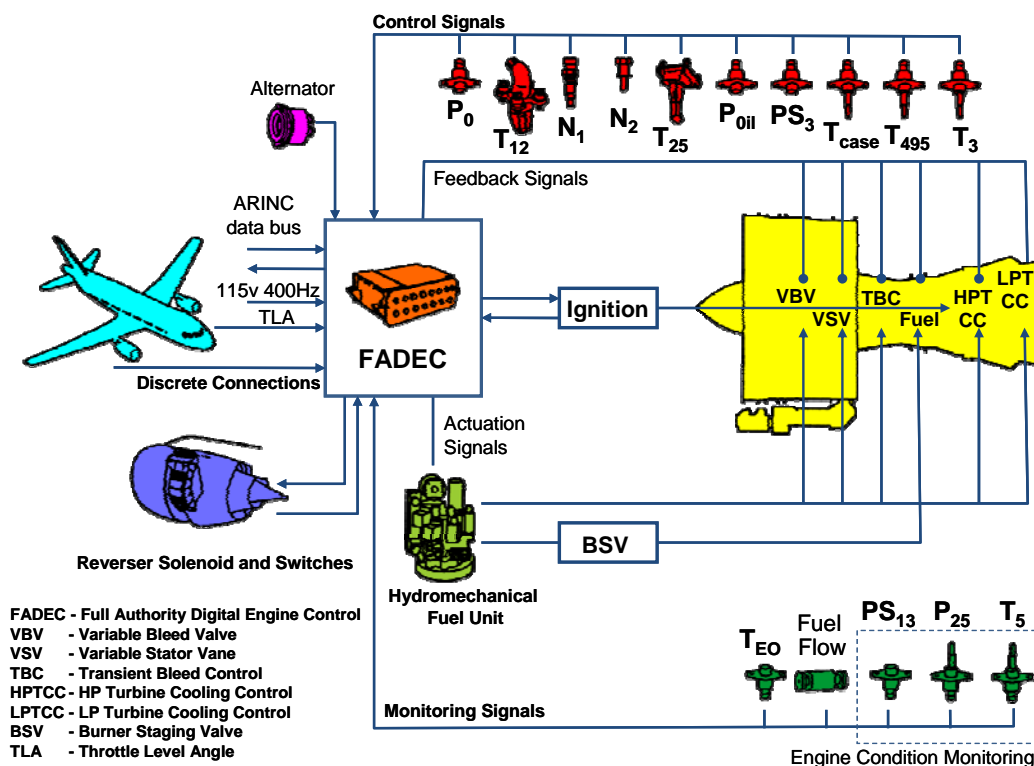 Control Signals
Alternator
P0
T12
N1
N2
T25
P0il
PS3
Tcase
T495
T3
Feedback Signals
ARINC
data bus
115v 400Hz
TLA
Discrete Connections
FADEC
Ignition
VBV
VSV
TBC
Fuel
HPT
CC
LPT
CC
Actuation
Signals
Reverser Solenoid and Switches
Hydromechanical
Fuel Unit
BSV
FADEC - Full Authority Digital Engine Control
VBV - Variable Bleed Valve
VSV - Variable Stator Vane
TBC - Transient Bleed Control
HPTCC - HP Turbine Cooling Control
LPTCC - LP Turbine Cooling Control
BSV - Burner Staging Valve
TLA - Throttle Level Angle
TEO
Fuel
Flow
PS13
P25
T5
Monitoring Signals
Engine Condition Monitoring